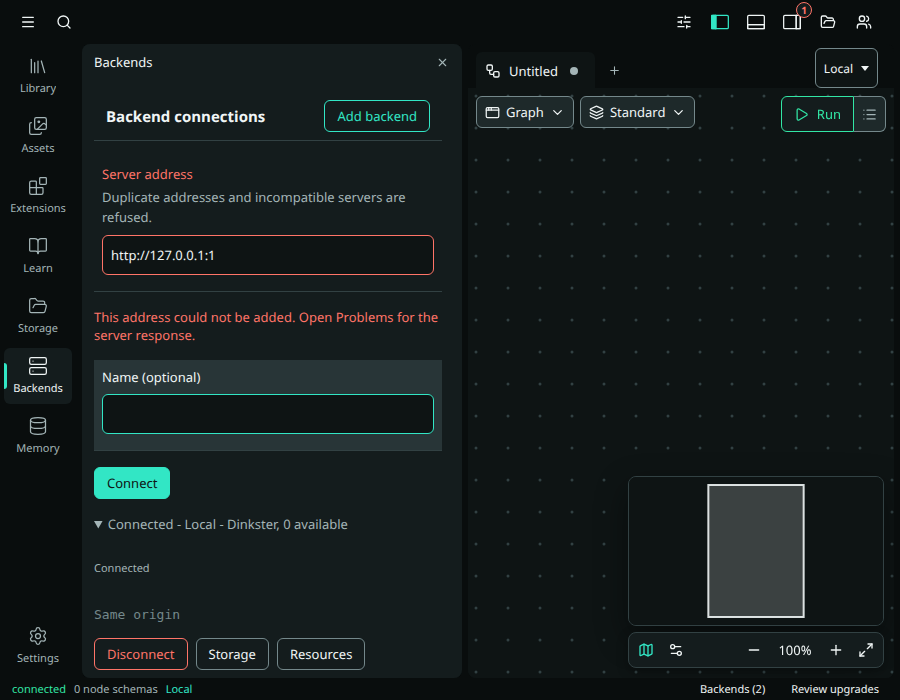 1
Backends
Library
Untitled
Local
Backend connections
Add backend
Graph
Standard
Run
Assets
Server address
Duplicate addresses and incompatible servers are
refused.
Extensions
http://127.0.0.1:1
Learn
This address could not be added. Open Problems for the
server response.
Storage
Name (optional)
Backends
Memory
Connect
Connected - Local - Dinkster, 0 available
Connected
Same origin
Disconnect
Storage
Resources
100%
Settings
connected
0 node schemas
Local
Backends (2)
Review upgrades